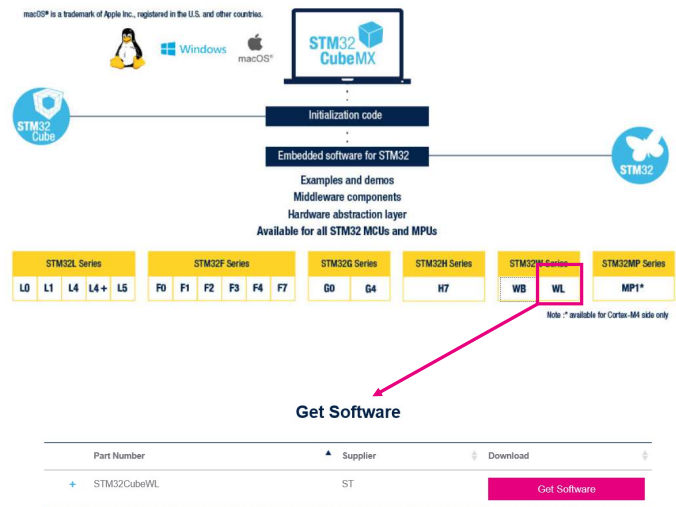 macOS® is a trademark of Apple Inc., registered in the U.S. and other countries.
Windows
macOS®
STM32
CubeMX
STM32
Cube
Initialization code
Embedded software for STM32
STM32
Examples and demos
Middleware components
Hardware abstraction layer
Available for all STM32 MCUs and MPUs
STM32L Series STM32F Series STM32G Series STM32H Series STM32W Series STM32MP Series
L0 L1 L4 L4+ L5 F0 F1 F2 F3 F4 F7 G0 G4 H7 WB WL MP1*
Note :* available for Cortex-M4 side only
Get Software
Part Number Supplier Download
+ STM32CubeWL ST Get Software